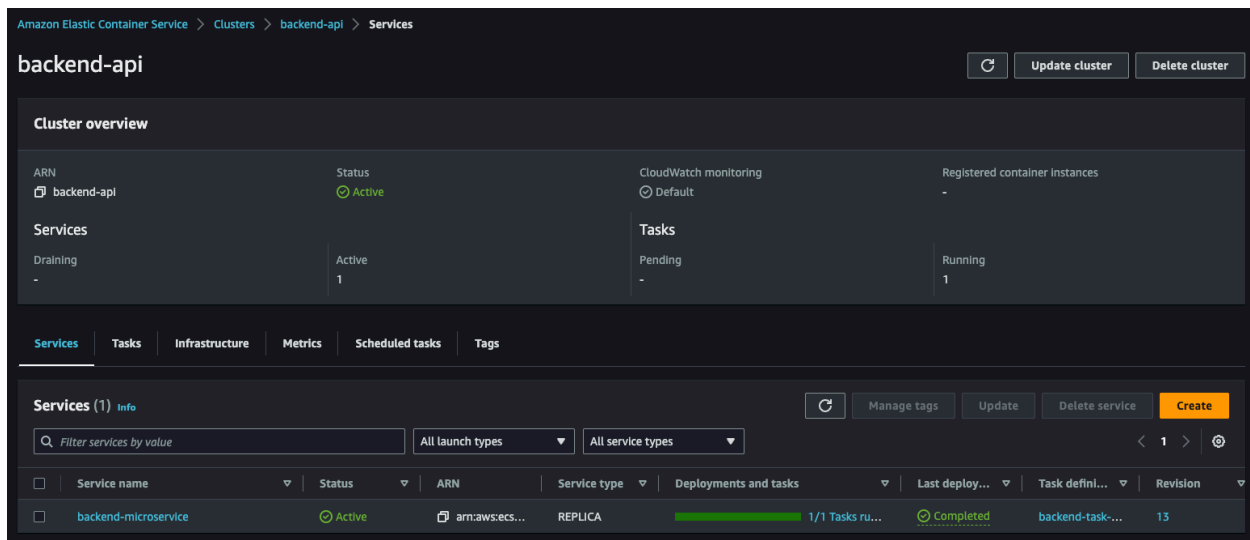 Amazon Elastic Container Service > Clusters > backend-api > Services
backend-api
Update cluster
Delete cluster
Cluster overview
ARN
Status
CloudWatch monitoring
Registered container instances
backend-api
Active
Default
-
Services
Tasks
Draining
Active
Pending
Running
-
1
-
1
Services
Tasks
Infrastructure
Metrics
Scheduled tasks
Tags
Services (1) Info
Manage tags
Update
Delete service
Create
Filter services by value
All launch types
All service types
< 1 >
Service name
Status
ARN
Service type
Deployments and tasks
Last deploy...
Task defini...
Revision
backend-microservice
Active
arn:aws:ecs...
REPLICA
1/1 Tasks ru...
Completed
backend-task-...
13